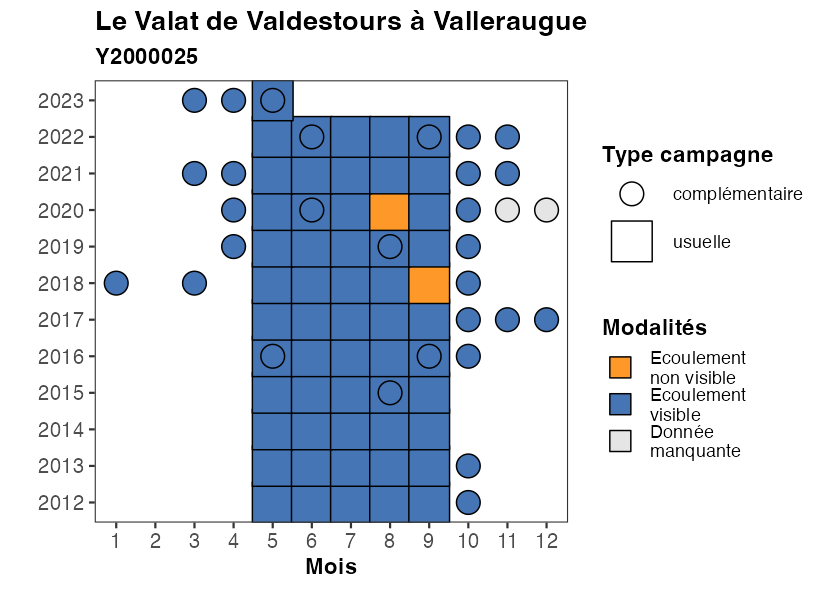 Le Valat de Valdestours à Valleraugue
Y2000025
2023
2022
2021
2020
2019
2018
2017
2016
2015
2014
2013
2012
1 2 3 4 5 6 7 8 9 10 11 12
Mois
Type campagne
complémentaire
usuelle
Modalités
Ecoulement
non visible
Ecoulement
visible
Donnée
manquante